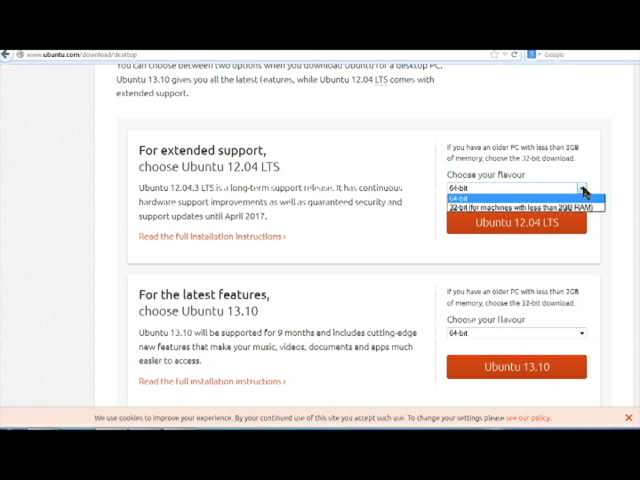 www.ubuntu.com/download/desktop
Google
You can choose between two options when you download Ubuntu for a desktop PC.
Ubuntu 13.10 gives you all the latest features, while Ubuntu 12.04 LTS comes with
extended support.
For extended support,
choose Ubuntu 12.04 LTS
Ubuntu 12.04.3 LTS is a long-term support release. It has continuous
hardware support improvements as well as guaranteed security and
support updates until April 2017.
Read the full installation instructions ›
If you have an older PC with less than 2GB
of memory, choose the 32-bit download.
Choose your flavour
64-bit
64-bit
32-bit (for machines with less than 2GB RAM)
Ubuntu 12.04 LTS
For the latest features,
choose Ubuntu 13.10
Ubuntu 13.10 will be supported for 9 months and includes cutting-edge
new features that make your music, videos, documents and apps much
easier to access.
Read the full installation instructions ›
If you have an older PC with less than 2GB
of memory, choose the 32-bit download.
Choose your flavour
64-bit
Ubuntu 13.10
We use cookies to improve your experience. By your continued use of this site you accept such use. To change your settings please see our policy.